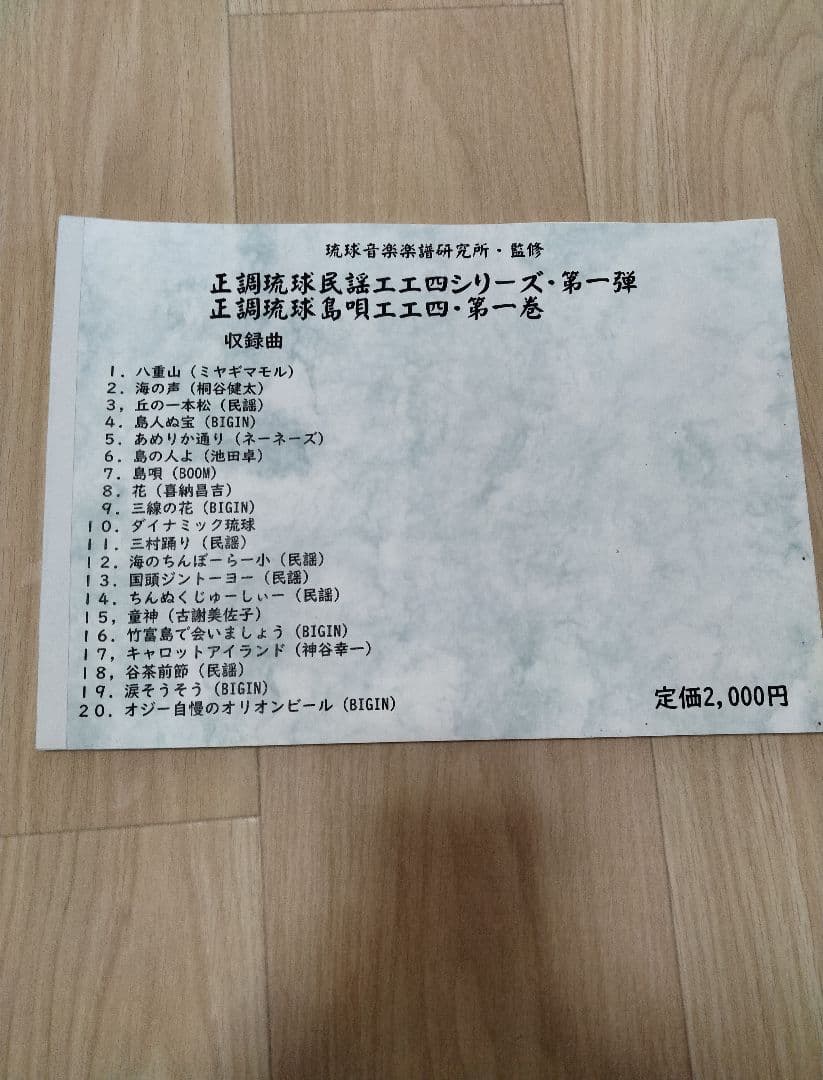 琉球音楽楽譜研究所・監修
正調琉球民謡工工四シリーズ・第一弾
正調琉球島唄工工四・第一巻
収録曲
1. 八重山（ミヤギマモル）
2. 海の声（桐谷健太）
3, 丘の一本松（民謡）
4. 島人ぬ宝（BIGIN）
5. あめりか通り（ネーネーズ）
6. 島の人よ（池田卓）
7. 島唄（BOOM）
8. 花（喜納昌吉）
9. 三線の花（BIGIN）
10. ダイナミック琉球
11. 三村踊り（民謡）
12. 海のちんぼーらー小（民謡）
13. 国頭ジントーヨー（民謡）
14. ちんぬくじゅーしぃー（民謡）
15, 童神（古謝美佐子）
16. 竹富島で会いましょう（BIGIN）
17, キャロットアイランド（神谷幸一）
18, 谷茶前節（民謡）
19. 涙そうそう（BIGIN）
20. オジー自慢のオリオンビール（BIGIN）
定価2,000円